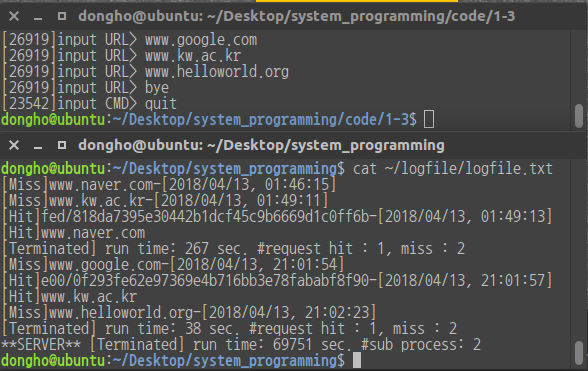 dongho@ubuntu: ~/Desktop/system_programming/code/1-3
[26919]input URL> www.google.com
[26919]input URL> www.kw.ac.kr
[26919]input URL> www.helloworld.org
[26919]input URL> bye
[23542]input CMD> quit
dongho@ubuntu:~/Desktop/system_programming/code/1-3$
dongho@ubuntu: ~/Desktop/system_programming
dongho@ubuntu:~/Desktop/system_programming$ cat ~/logfile/logfile.txt
[Miss]www.naver.com-[2018/04/13, 01:46:15]
[Miss]www.kw.ac.kr-[2018/04/13, 01:49:11]
[Hit]fed/818da7395e30442b1dcf45c9b6669d1c0ff6b-[2018/04/13, 01:49:13]
[Hit]www.naver.com
[Terminated] run time: 267 sec. #request hit : 1, miss : 2
[Miss]www.google.com-[2018/04/13, 21:01:54]
[Hit]e00/0f293fe62e97369e4b716bb3e78fababf8f90-[2018/04/13, 21:01:57]
[Hit]www.kw.ac.kr
[Miss]www.helloworld.org-[2018/04/13, 21:02:23]
[Terminated] run time: 38 sec. #request hit : 1, miss : 2
**SERVER** [Terminated] run time: 69751 sec. #sub process: 2
dongho@ubuntu:~/Desktop/system_programming$